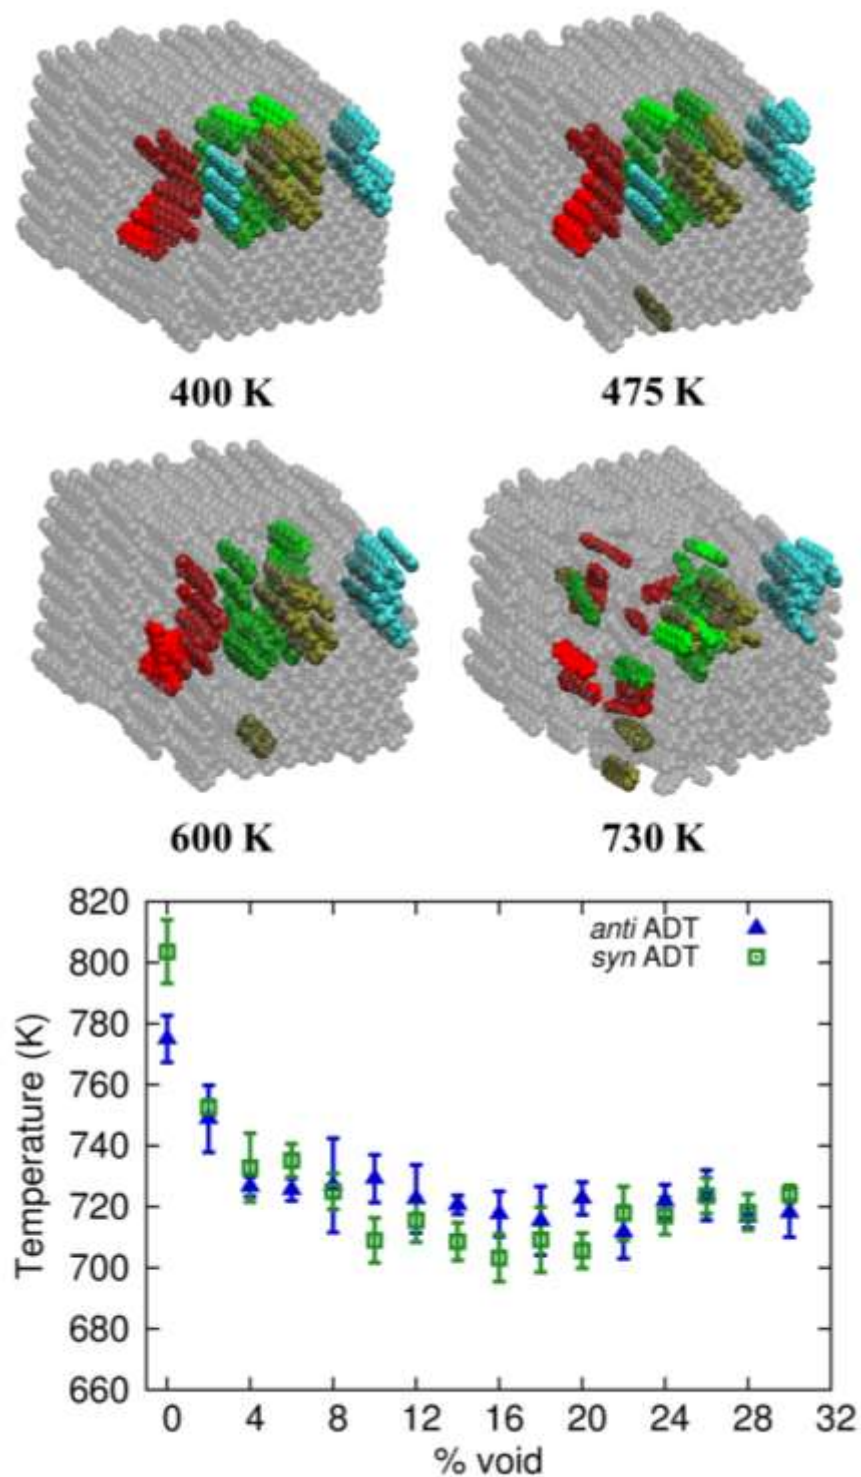 400 K
475 K
600 K
730 K
820
800
780
760
740
720
700
680
660
Temperature (K)
anti ADT
syn ADT
0 4 8 12 16 20 24 28 32
% void